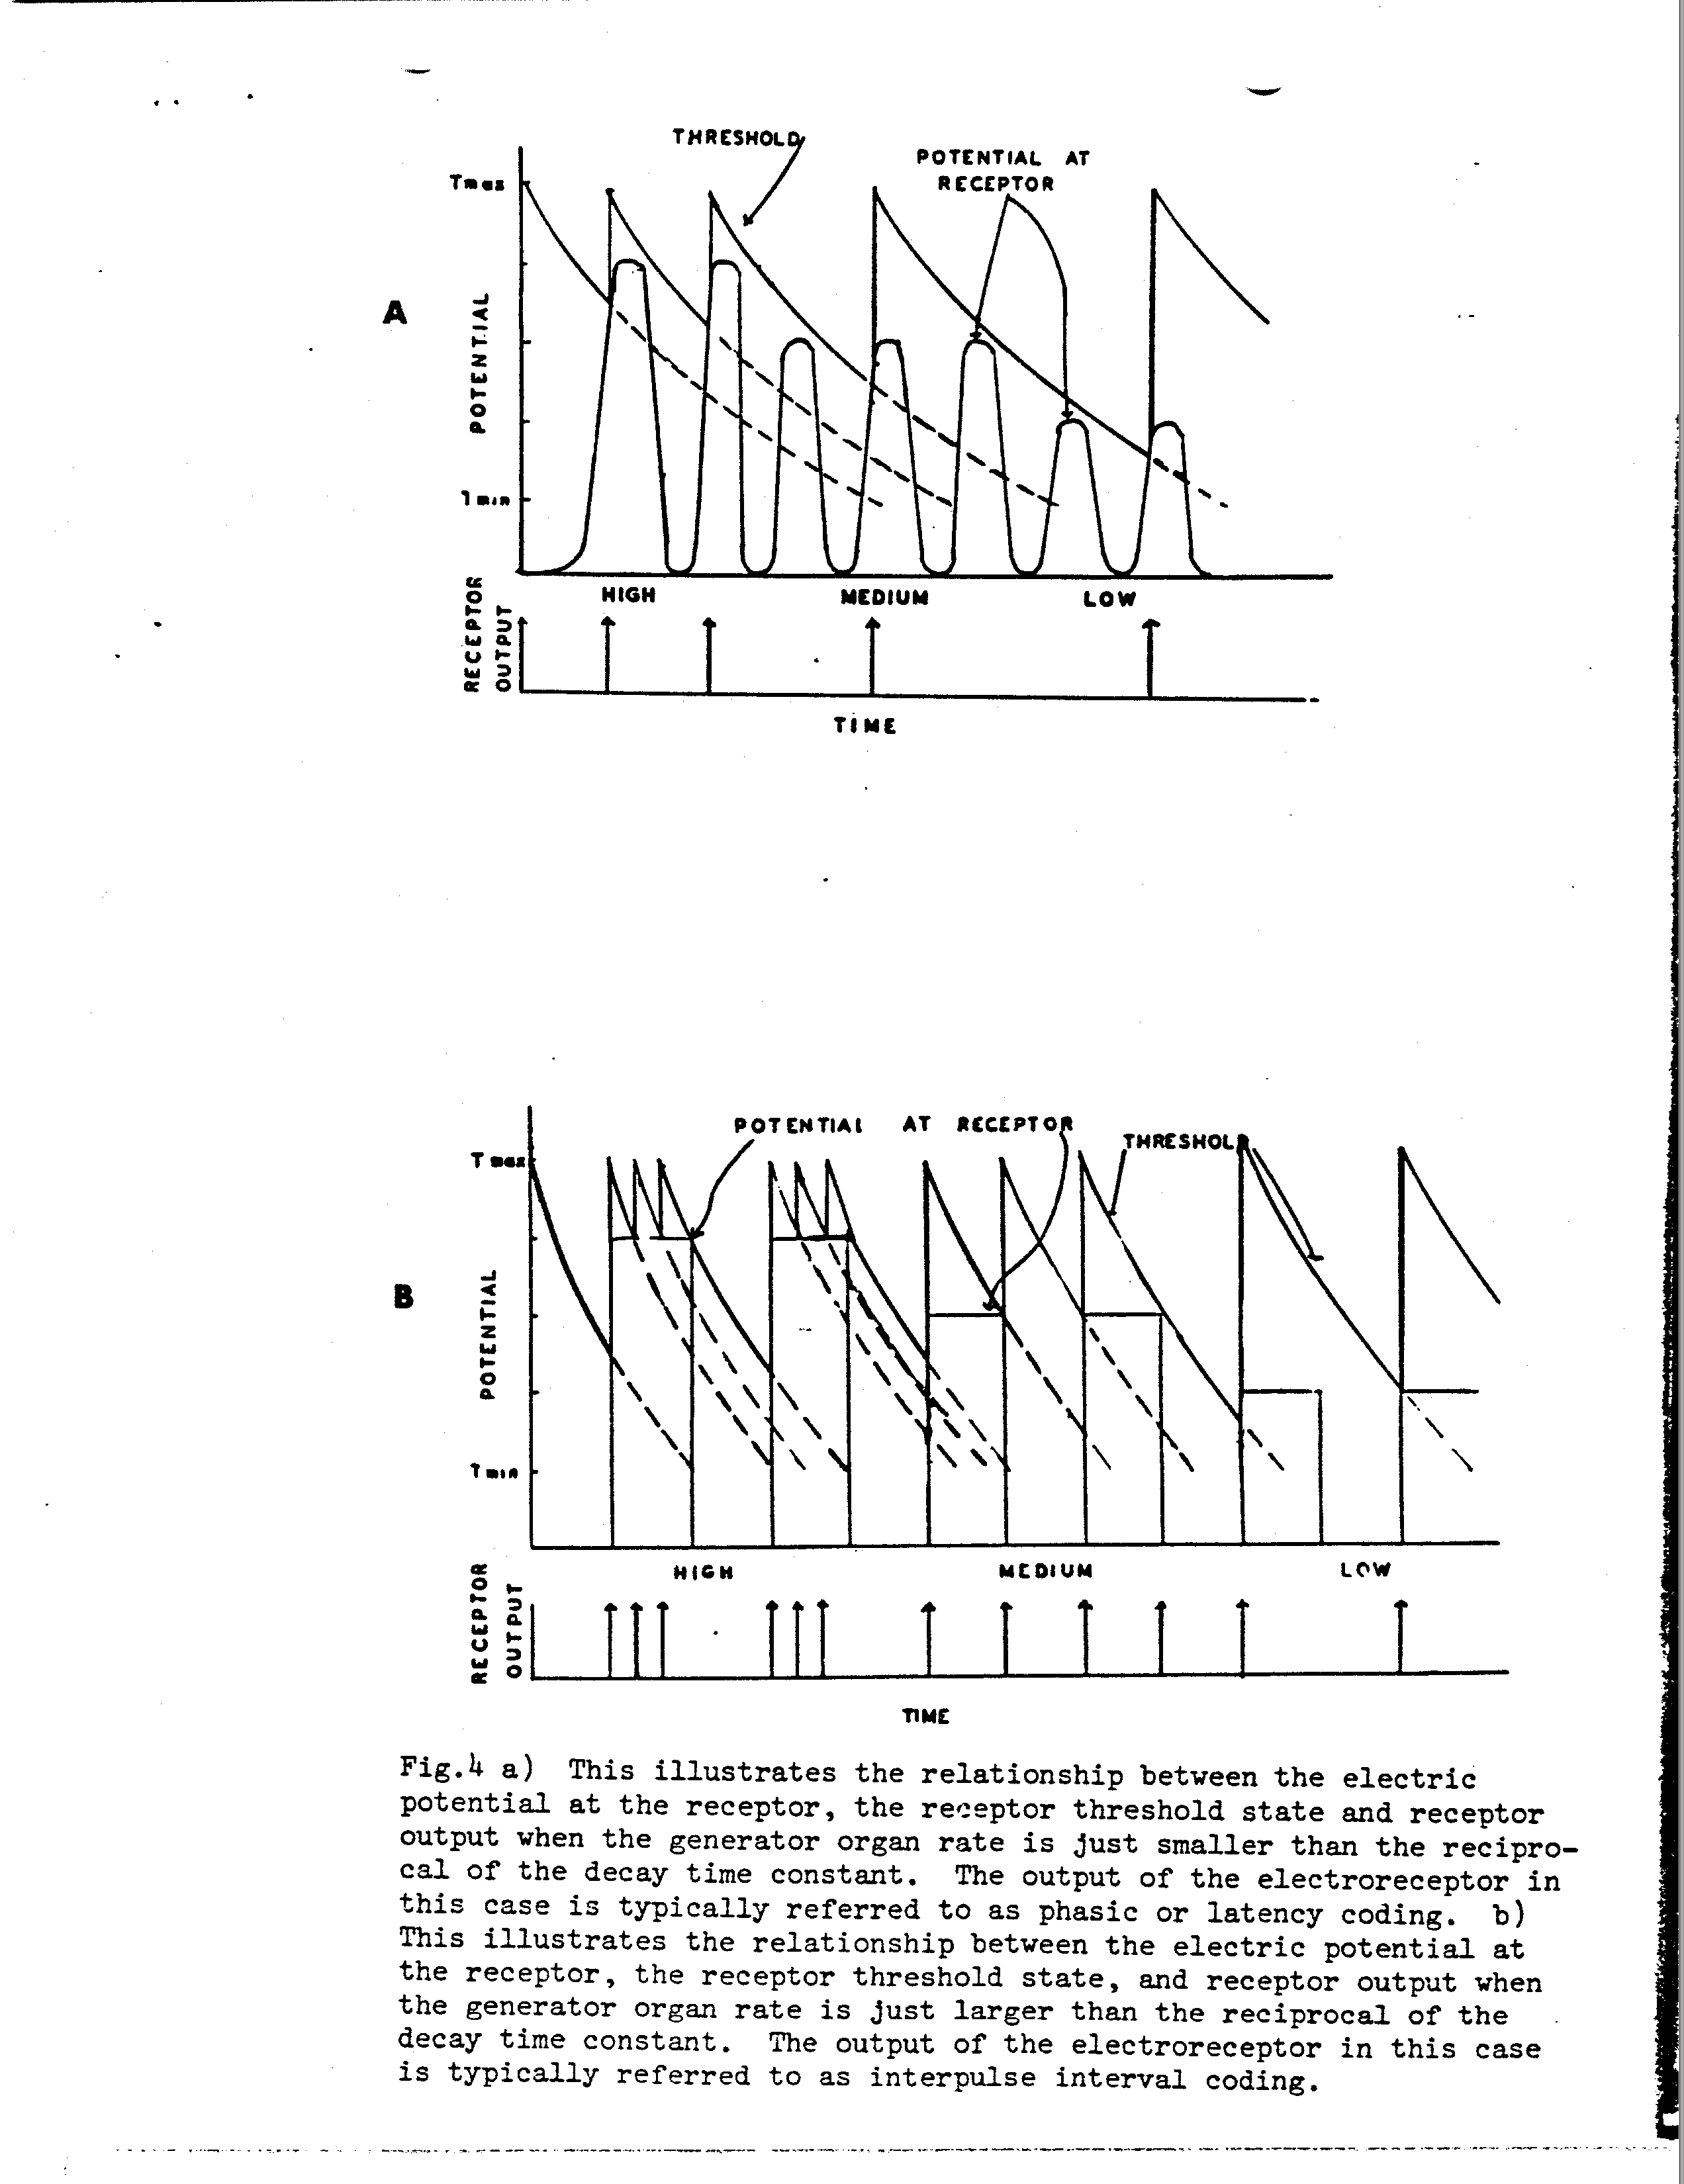 THRESHOLD
POTENTIAL AT
RECEPTOR
Tmax
A
POTENTIAL
Tmin
HIGH MEDIUM LOW
RECEPTOR
OUTPUT
TIME
POTENTIAL AT RECEPTOR
THRESHOLD
Tmax
B
POTENTIAL
Tmin
HIGH MEDIUM LOW
RECEPTOR
OUTPUT
TIME
Fig.4 a) This illustrates the relationship between the electric
potential at the receptor, the receptor threshold state and receptor
output when the generator organ rate is just smaller than the recipro-
cal of the decay time constant. The output of the electroreceptor in
this case is typically referred to as phasic or latency coding. b)
This illustrates the relationship between the electric potential at
the receptor, the receptor threshold state, and receptor output when
the generator organ rate is just larger than the reciprocal of the
decay time constant. The output of the electroreceptor in this case
is typically referred to as interpulse interval coding.